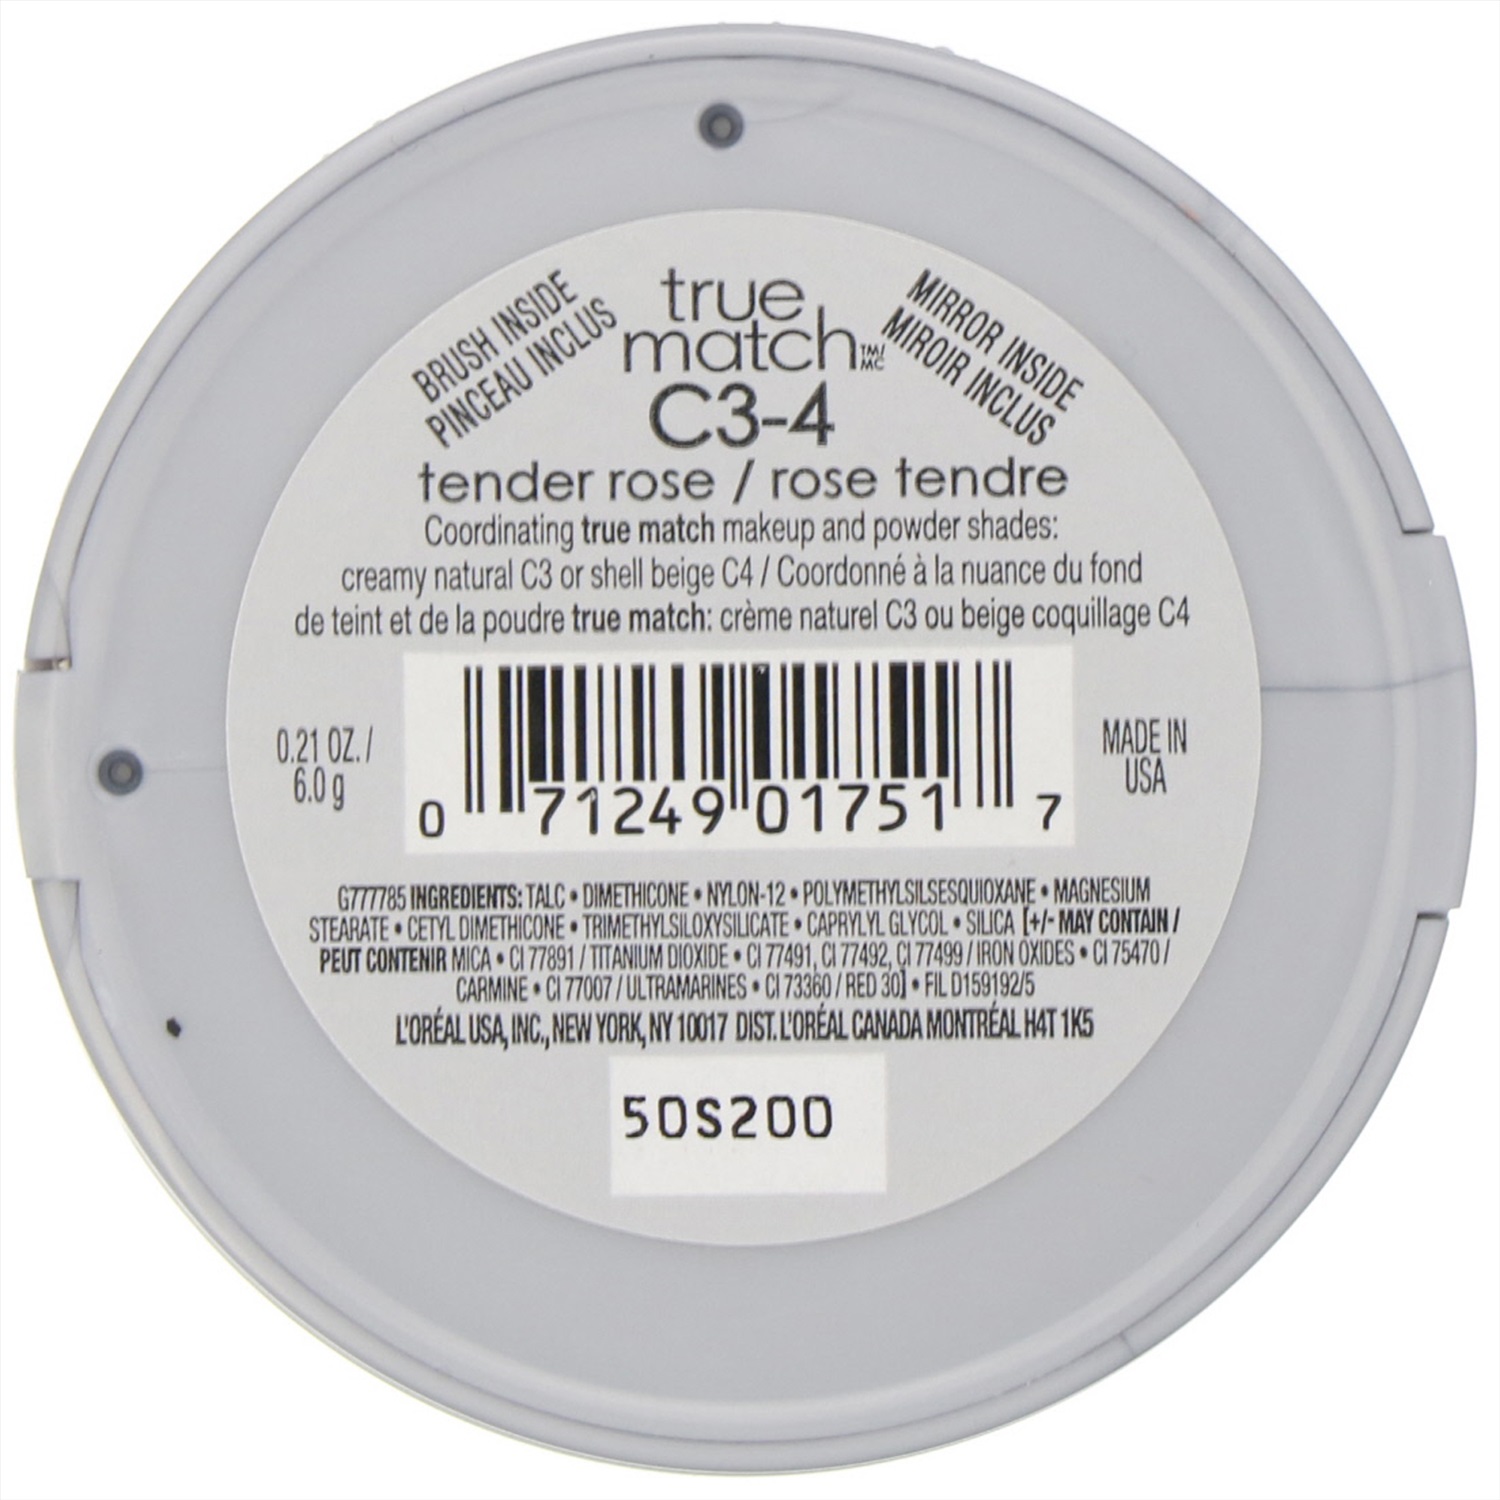 BRUSH INSIDE
PINCEAU INCLUS
true
match TM/MC
MIRROR INSIDE
MIROIR INCLUS
C3-4
tender rose / rose tendre
Coordinating true match makeup and powder shades:
creamy natural C3 or shell beige C4 / Coordonné à la nuance du fond
de teint et de la poudre true match: crème naturel C3 ou beige coquillage C4
0.21 OZ. /
6.0 g
0 71249 01751 7
MADE IN
USA
G777785 INGREDIENTS: TALC • DIMETHICONE • NYLON-12 • POLYMETHYLSILSESQUIOXANE • MAGNESIUM
STEARATE • CETYL DIMETHICONE • TRIMETHYLSILOXYSILICATE • CAPRYLYL GLYCOL • SILICA [+/- MAY CONTAIN /
PEUT CONTENIR MICA • CI 77891 / TITANIUM DIOXIDE • CI 77491, CI 77492, CI 77499 / IRON OXIDES • CI 75470 /
CARMINE • CI 77007 / ULTRAMARINES • CI 73360 / RED 30] • FIL D159192/5
L'ORÉAL USA, INC., NEW YORK, NY 10017 DIST. L'ORÉAL CANADA MONTRÉAL H4T 1K5
50S200